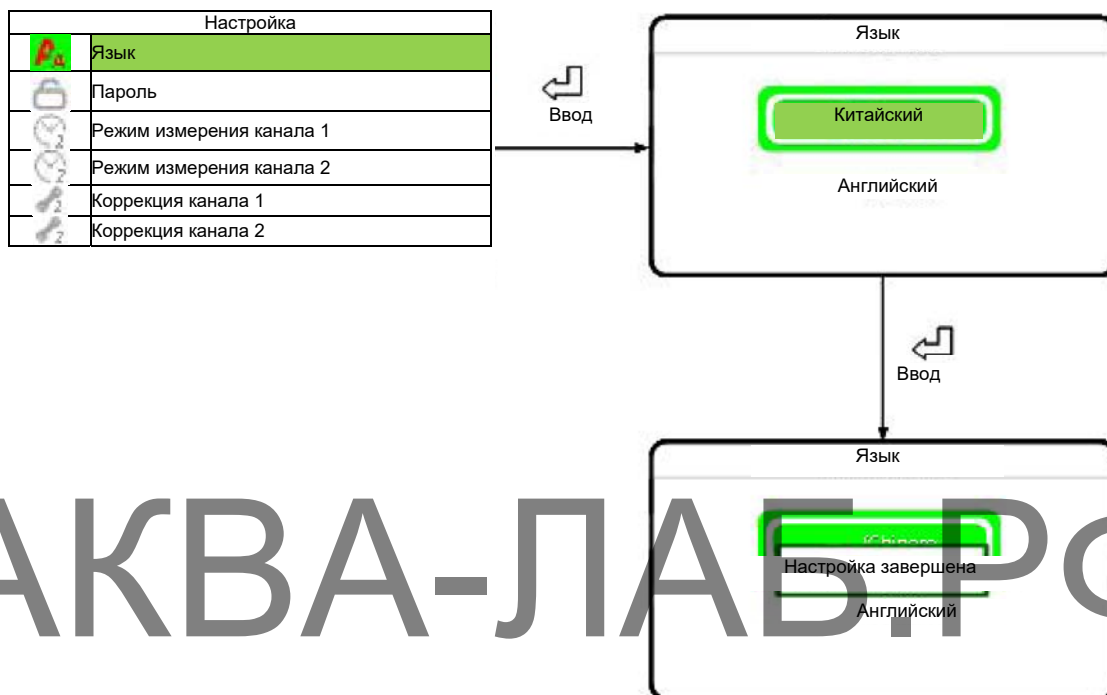 Настройка
Язык
Пароль
Режим измерения канала 1
Режим измерения канала 2
Коррекция канала 1
Коррекция канала 2
Ввод
Язык
Китайский
Английский
Ввод
Язык
Настройка завершена
Английский
АКВА-ЛАБ.РФ